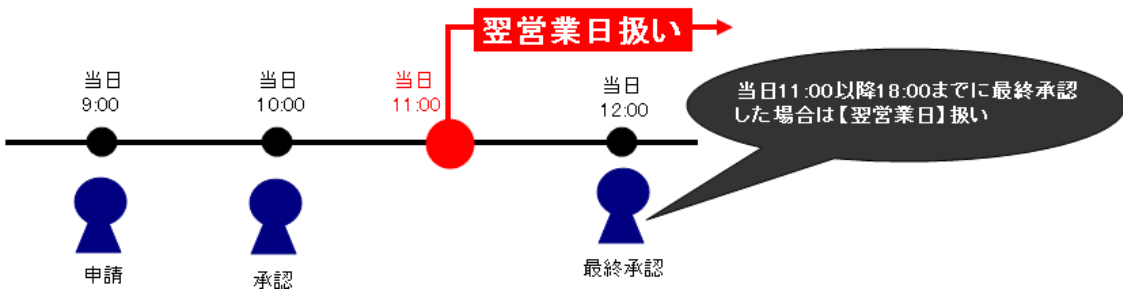 翌営業日扱い
当日
9:00
当日
10:00
当日
11:00
当日
12:00
当日11:00以降18:00までに最終承認
した場合は【翌営業日】扱い
申請
承認
最終承認